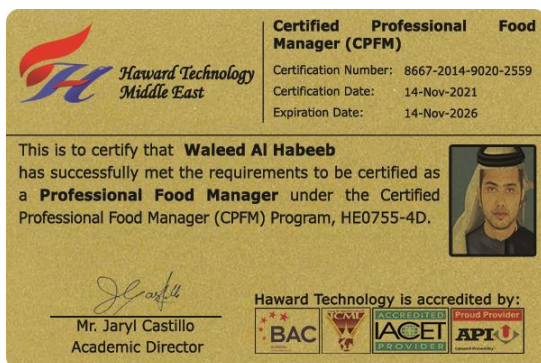 Haward Technology
Middle East
Certified Professional Food
Manager (CPFM)
Certification Number: 8667-2014-9020-2559
Certification Date: 14-Nov-2021
Expiration Date: 14-Nov-2026
This is to certify that Waleed Al Habeeb
has successfully met the requirements to be certified as
a Professional Food Manager under the Certified
Professional Food Manager (CPFM) Program, HE0755-4D.
Mr. Jaryl Castillo
Academic Director
Haward Technology is accredited by:
BAC
TCMI
ACCREDITED
IACET
PROVIDER
Proud Provider
API U